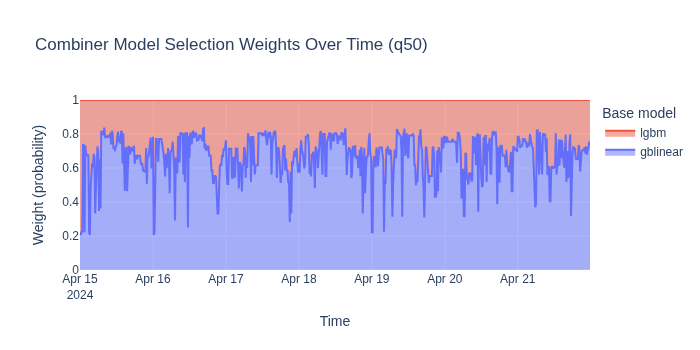 Combiner Model Selection Weights Over Time (q50)
Base model
lgbm
gblinear
Weight (probability)
1
0.8
0.6
0.4
0.2
0
Apr 15
2024
Apr 16
Apr 17
Apr 18
Apr 19
Apr 20
Apr 21
Time